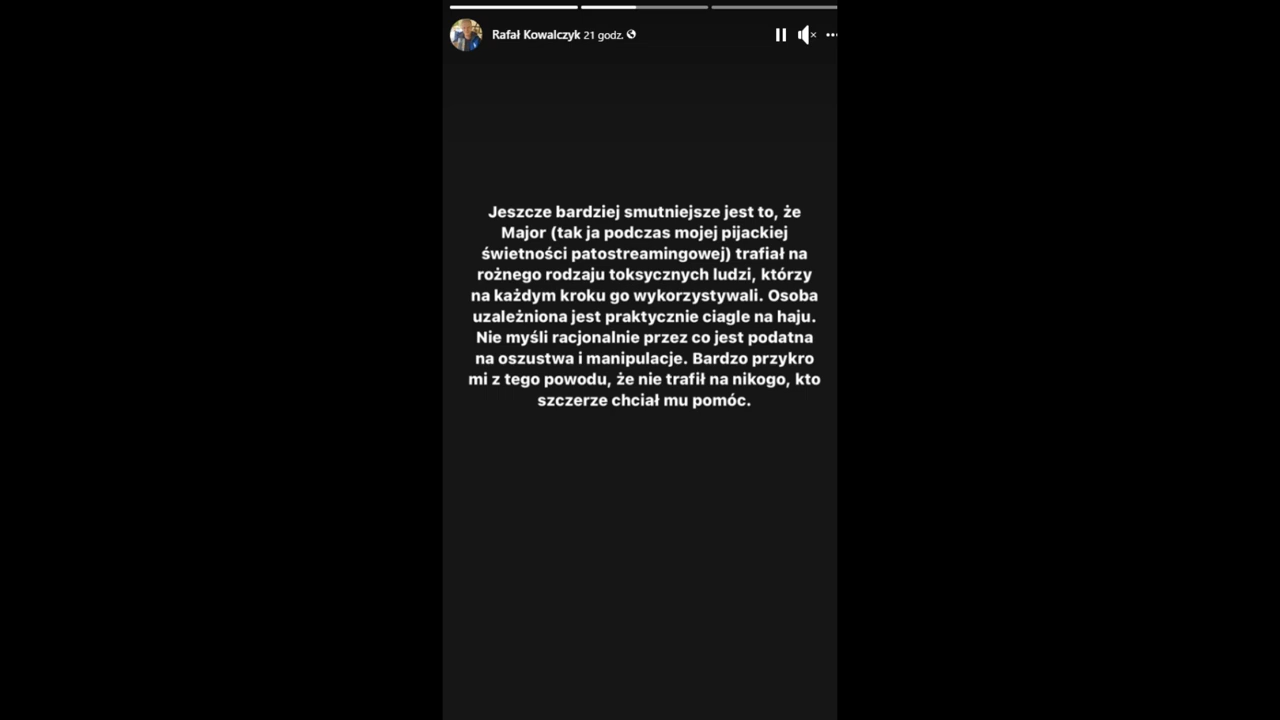 Rafał Kowalczyk 21 godz.
Jeszcze bardziej smutniejsze jest to, że
Major (tak ja podczas mojej pijackiej
świetności patostreamingowej) trafiał na
rożnego rodzaju toksycznych ludzi, którzy
na każdym kroku go wykorzystywali. Osoba
uzależniona jest praktycznie ciagle na haju.
Nie myśli racjonalnie przez co jest podatna
na oszustwa i manipulacje. Bardzo przykro
mi z tego powodu, że nie trafił na nikogo, kto
szczerze chciał mu pomóc.